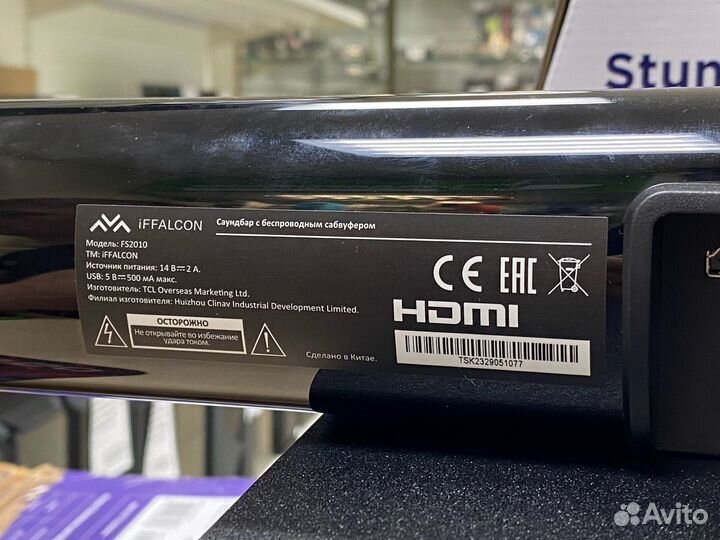 Stun
iFFALCON
Саундбар с беспроводным сабвуфером
Модель: FS2010
ТМ: iFFALCON
Источник питания: 14 В⎓2 А.
USB: 5 В⎓500 мА макс.
Изготовитель: TCL Overseas Marketing Ltd.
Филиал изготовителя: Huizhou Clinav Industrial Development Limited.
CE EAC
HDMI
ОСТОРОЖНО
Не открывайте во избежание
удара током.
Сделано в Китае.
TSK2329051077
Avito